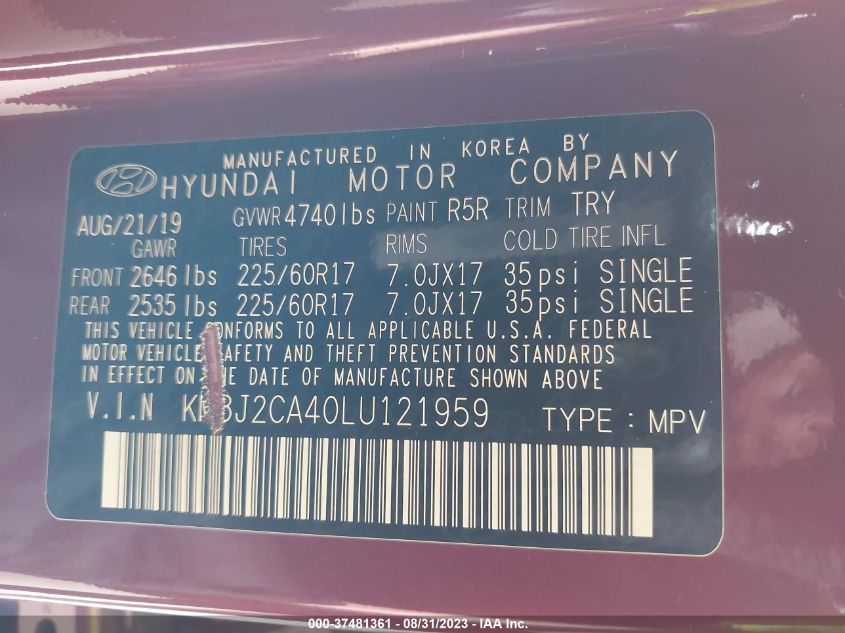 MANUFACTURED IN KOREA BY
HYUNDAI MOTOR COMPANY
AUG/21/19 GVWR 4740lbs PAINT R5R TRIM TRY
GAWR TIRES RIMS COLD TIRE INFL
FRONT 2646 lbs 225/60R17 7.0JX17 35psi SINGLE
REAR 2535 lbs 225/60R17 7.0JX17 35psi SINGLE
THIS VEHICLE CONFORMS TO ALL APPLICABLE U.S.A. FEDERAL
MOTOR VEHICLE SAFETY AND THEFT PREVENTION STANDARDS
IN EFFECT ON THE DATE OF MANUFACTURE SHOWN ABOVE
V.I.N TYPE : MPV
000-37481361 - 08/31/2023 - IAA Inc.